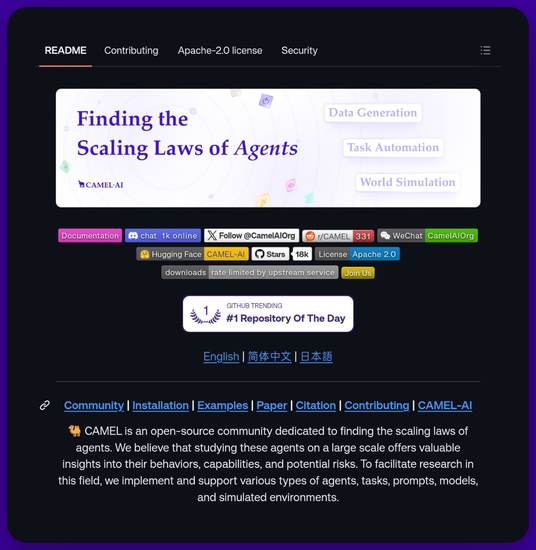 README Contributing Apache-2.0 license Security
Finding the
Scaling Laws of Agents
CAMEL-AI
Data Generation
Task Automation
World Simulation
Documentation chat 1k online Follow @CamelAIOrg r/CAMEL 331 WeChat CamelAIOrg
Hugging Face CAMEL-AI Stars 18k License Apache 2.0
downloads rate limited by upstream service Join Us
1 GITHUB TRENDING
#1 Repository Of The Day
English | 简体中文 | 日本語
Community | Installation | Examples | Paper | Citation | Contributing | CAMEL-AI
🐫 CAMEL is an open-source community dedicated to finding the scaling laws of
agents. We believe that studying these agents on a large scale offers valuable
insights into their behaviors, capabilities, and potential risks. To facilitate research in
this field, we implement and support various types of agents, tasks, prompts, models,
and simulated environments.